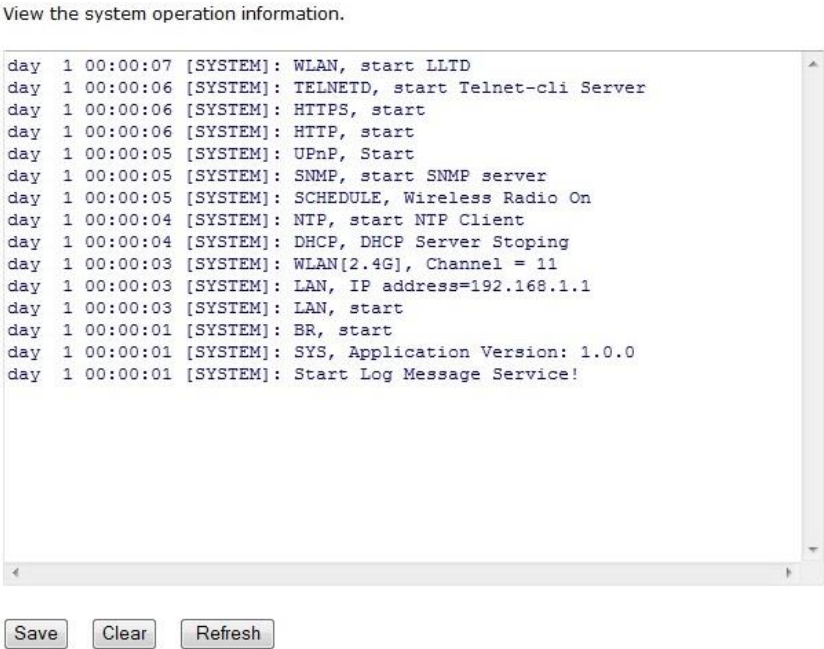 View the system operation information.
day 1 00:00:07 [SYSTEM]: WLAN, start LLTD
day 1 00:00:06 [SYSTEM]: TELNETD, start Telnet-cli Server
day 1 00:00:06 [SYSTEM]: HTTPS, start
day 1 00:00:06 [SYSTEM]: HTTP, start
day 1 00:00:05 [SYSTEM]: UPnP, Start
day 1 00:00:05 [SYSTEM]: SNMP, start SNMP server
day 1 00:00:05 [SYSTEM]: SCHEDULE, Wireless Radio On
day 1 00:00:04 [SYSTEM]: NTP, start NTP Client
day 1 00:00:04 [SYSTEM]: DHCP, DHCP Server Stoping
day 1 00:00:03 [SYSTEM]: WLAN[2.4G], Channel = 11
day 1 00:00:03 [SYSTEM]: LAN, IP address=192.168.1.1
day 1 00:00:03 [SYSTEM]: LAN, start
day 1 00:00:01 [SYSTEM]: BR, start
day 1 00:00:01 [SYSTEM]: SYS, Application Version: 1.0.0
day 1 00:00:01 [SYSTEM]: Start Log Message Service!
Save Clear Refresh